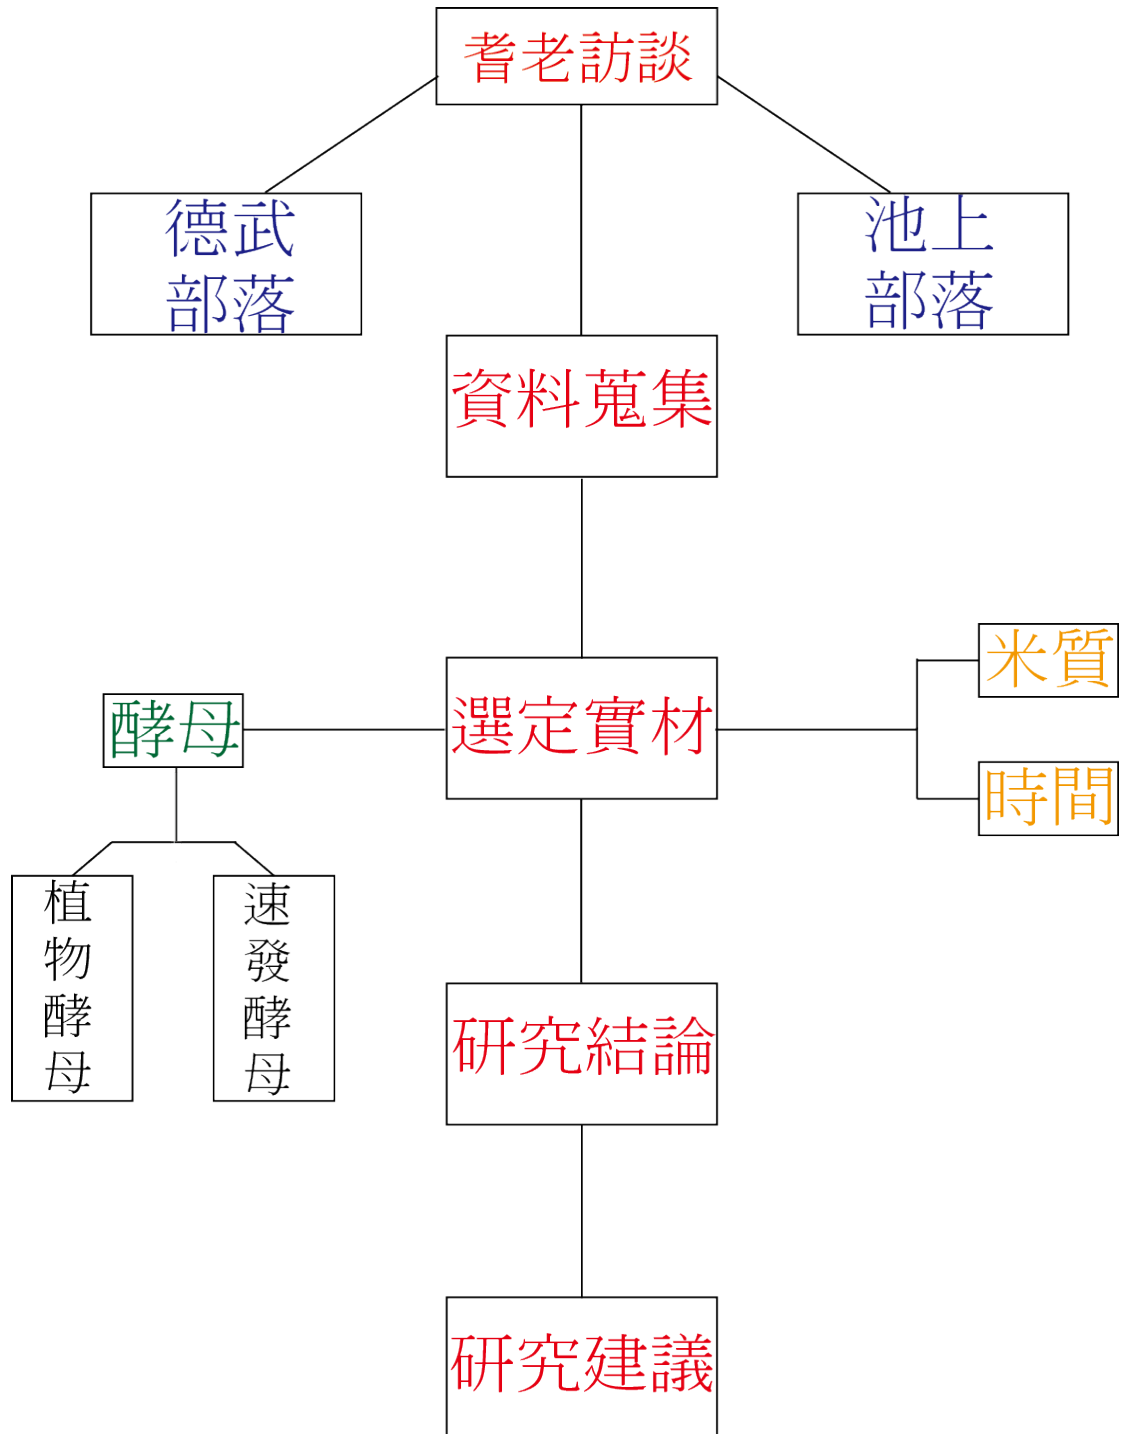 耆老訪談
德武
部落
池上
部落
資料蒐集
選定實材
米質
時間
酵母
植物酵母
速發酵母
研究結論
研究建議